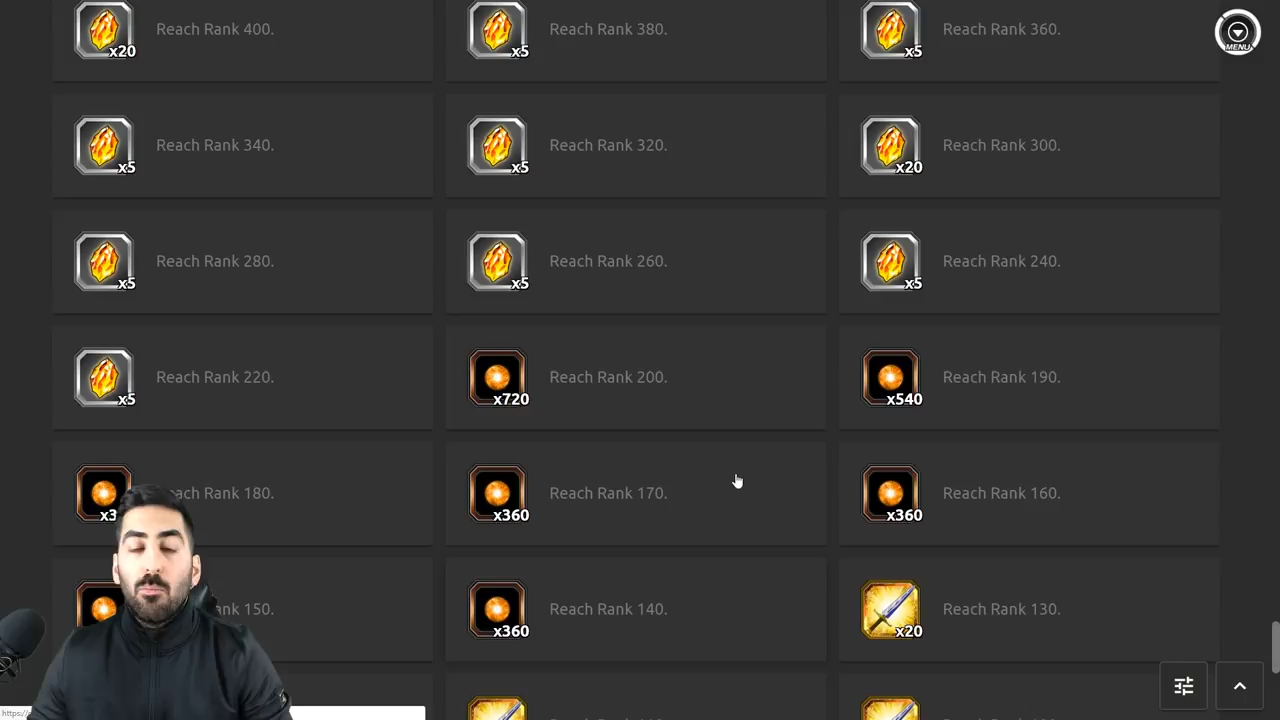 x20 Reach Rank 400. x5 Reach Rank 380. x5 Reach Rank 360.
MENU
x5 Reach Rank 340. x5 Reach Rank 320. x20 Reach Rank 300.
x5 Reach Rank 280. x5 Reach Rank 260. x5 Reach Rank 240.
x5 Reach Rank 220. x720 Reach Rank 200. x540 Reach Rank 190.
Reach Rank 170. x360 Reach Rank 160. x360
Rank 180.
150. x360 Reach Rank 140. x20 Reach Rank 130.